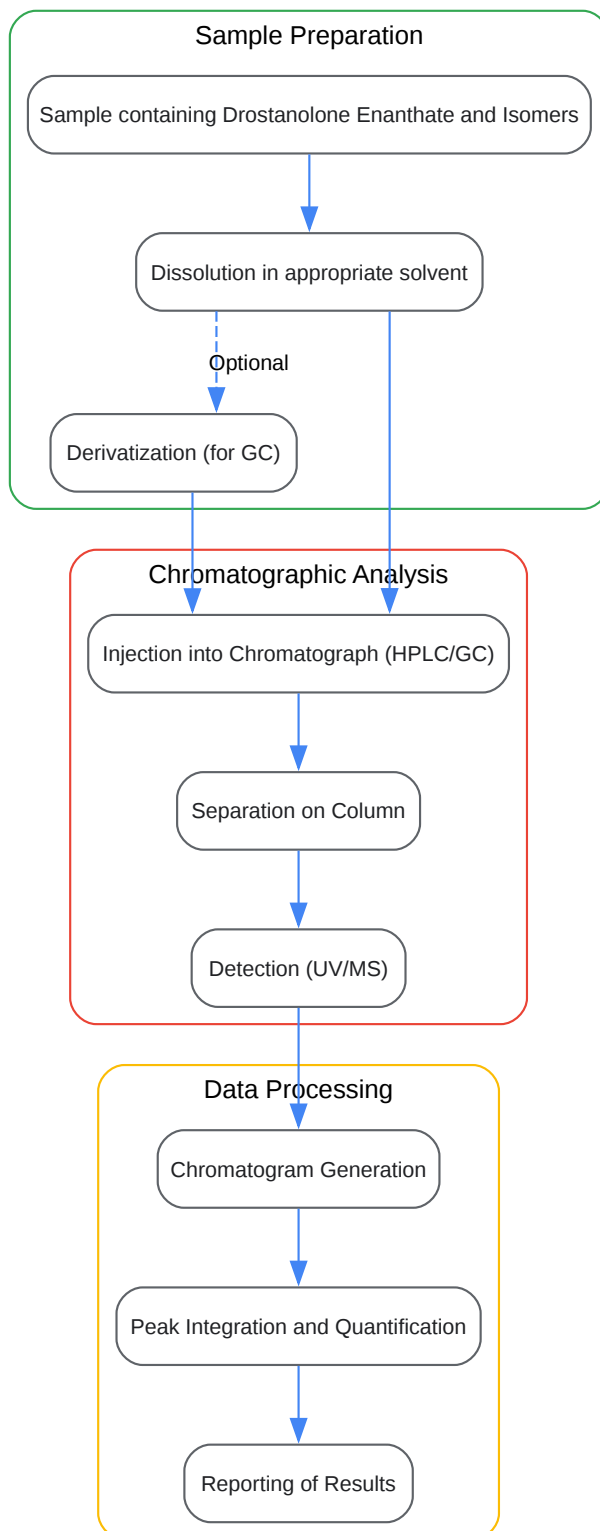 Sample Preparation
Sample containing Drostanolone Enanthate and Isomers
Dissolution in appropriate solvent
Optional
Derivatization (for GC)
Chromatographic Analysis
Injection into Chromatograph (HPLC/GC)
Separation on Column
Detection (UV/MS)
Data Processing
Chromatogram Generation
Peak Integration and Quantification
Reporting of Results